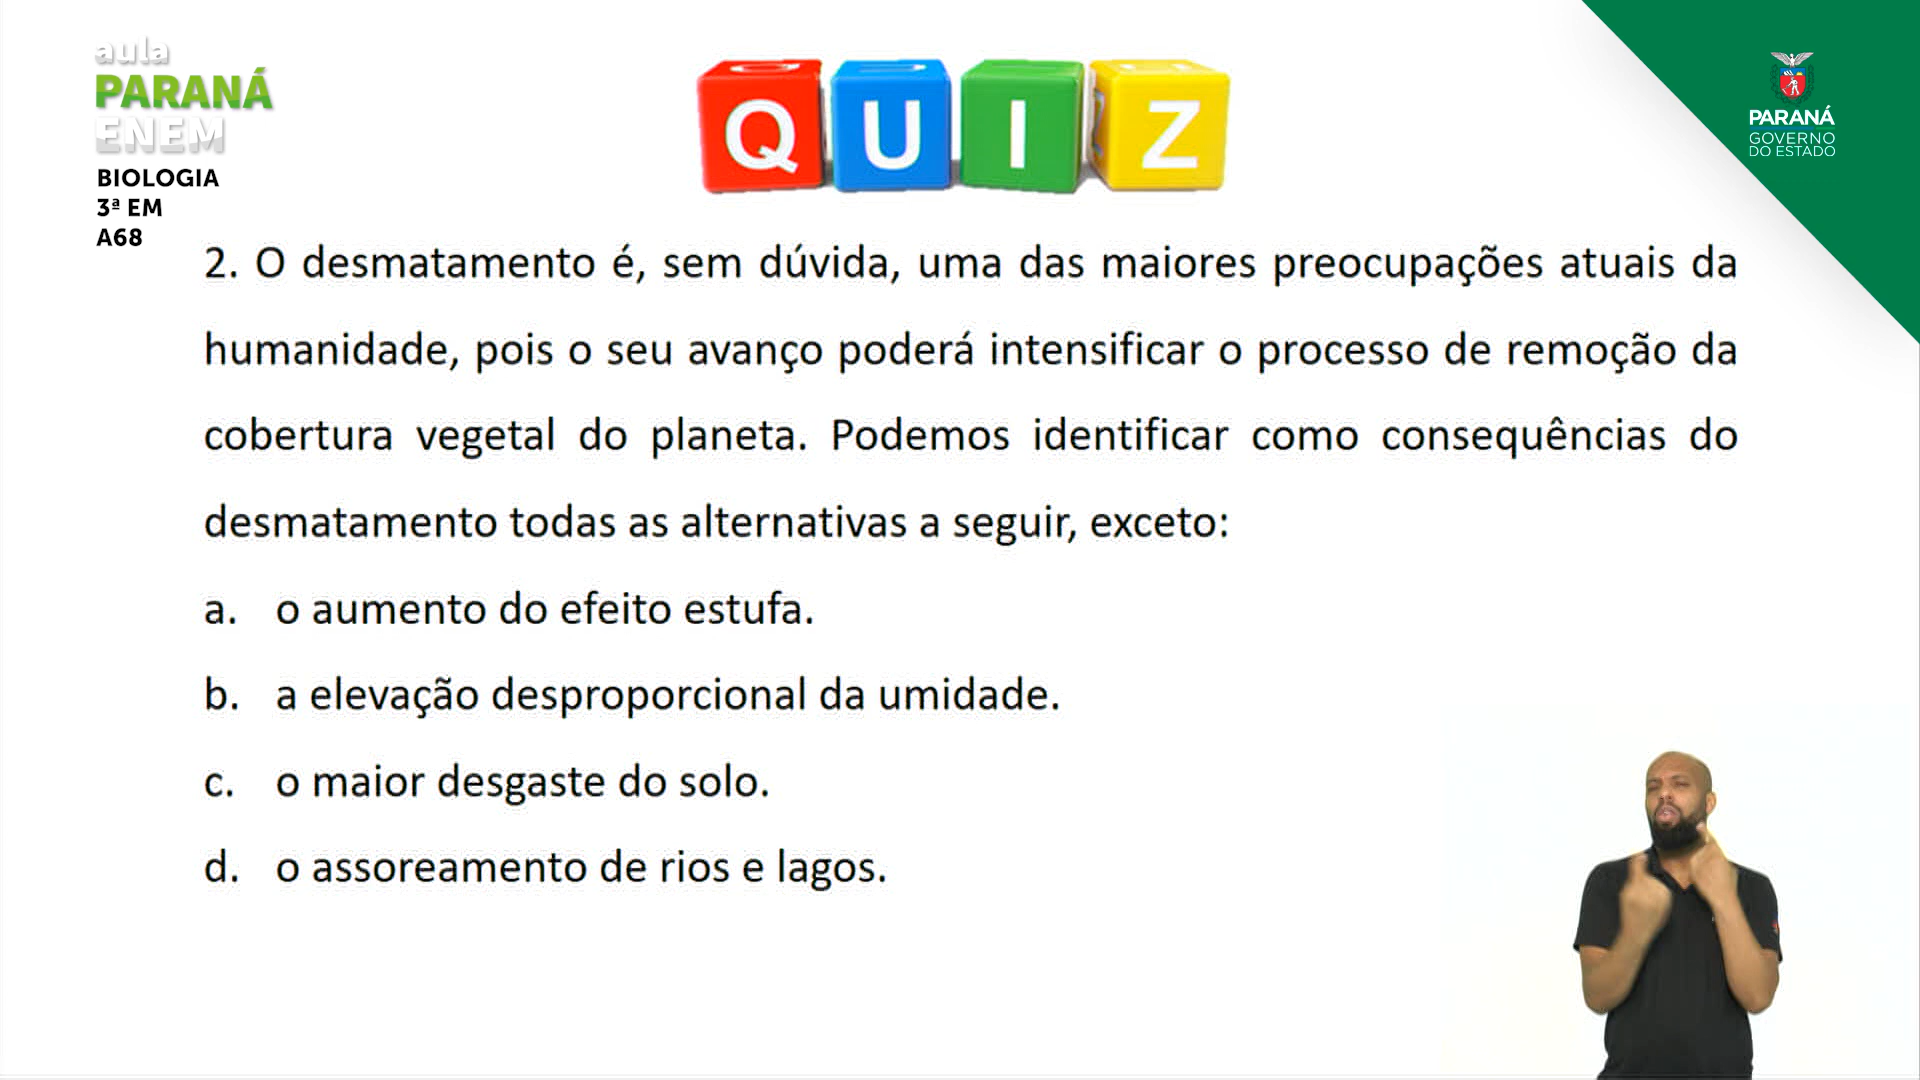 aula
PARANÁ
ENEM
BIOLOGIA
3ª EM
A68
QUIZ
PARANÁ
GOVERNO
DO ESTADO
2. O desmatamento é, sem dúvida, uma das maiores preocupações atuais da
humanidade, pois o seu avanço poderá intensificar o processo de remoção da
cobertura vegetal do planeta. Podemos identificar como consequências do
desmatamento todas as alternativas a seguir, exceto:
a. o aumento do efeito estufa.
b. a elevação desproporcional da umidade.
c. o maior desgaste do solo.
d. o assoreamento de rios e lagos.